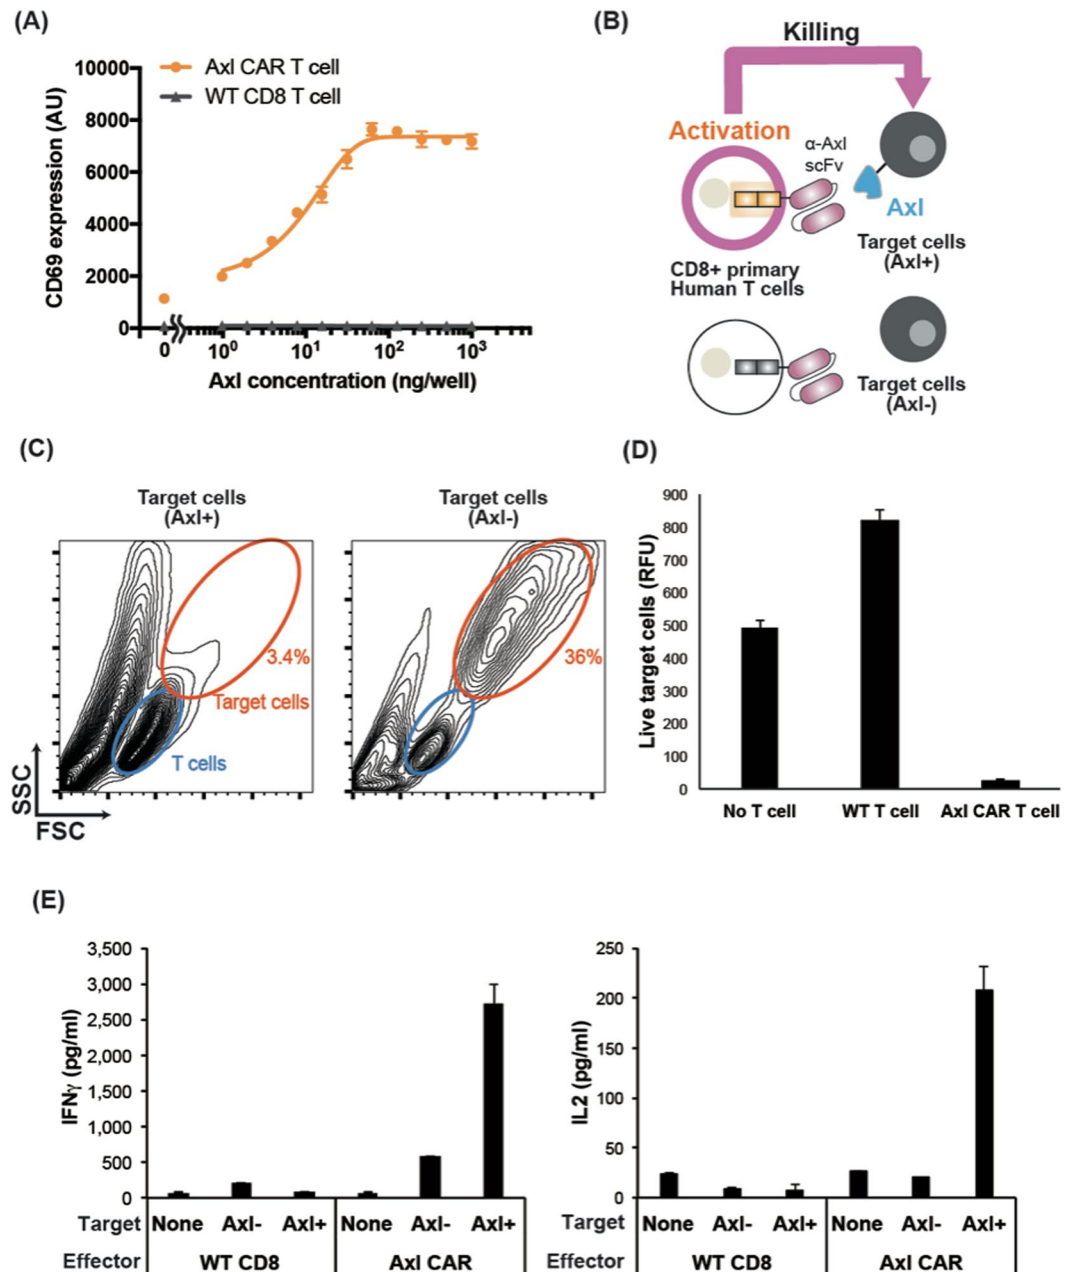 (A)
Axl CAR T cell
WT CD8 T cell
CD69 expression (AU)
10000
8000
6000
4000
2000
0
0 10⁰ 10¹ 10² 10³
Axl concentration (ng/well)
(B)
Killing
Activation
α-Axl
scFv
Axl
Target cells
(Axl+)
CD8+ primary
Human T cells
Target cells
(Axl-)
(C)
Target cells
(Axl+)
3.4%
Target cells
T cells
Target cells
(Axl-)
36%
SSC
FSC
(D)
Live target cells (RFU)
900
800
700
600
500
400
300
200
100
0
No T cell WT T cell Axl CAR T cell
(E)
IFNγ (pg/ml)
3,500
3,000
2,500
2,000
1,500
1,000
500
0
Target None Axl- Axl+ None Axl- Axl+
Effector WT CD8 Axl CAR
IL2 (pg/ml)
250
200
150
100
50
0
Target None Axl- Axl+ None Axl- Axl+
Effector WT CD8 Axl CAR